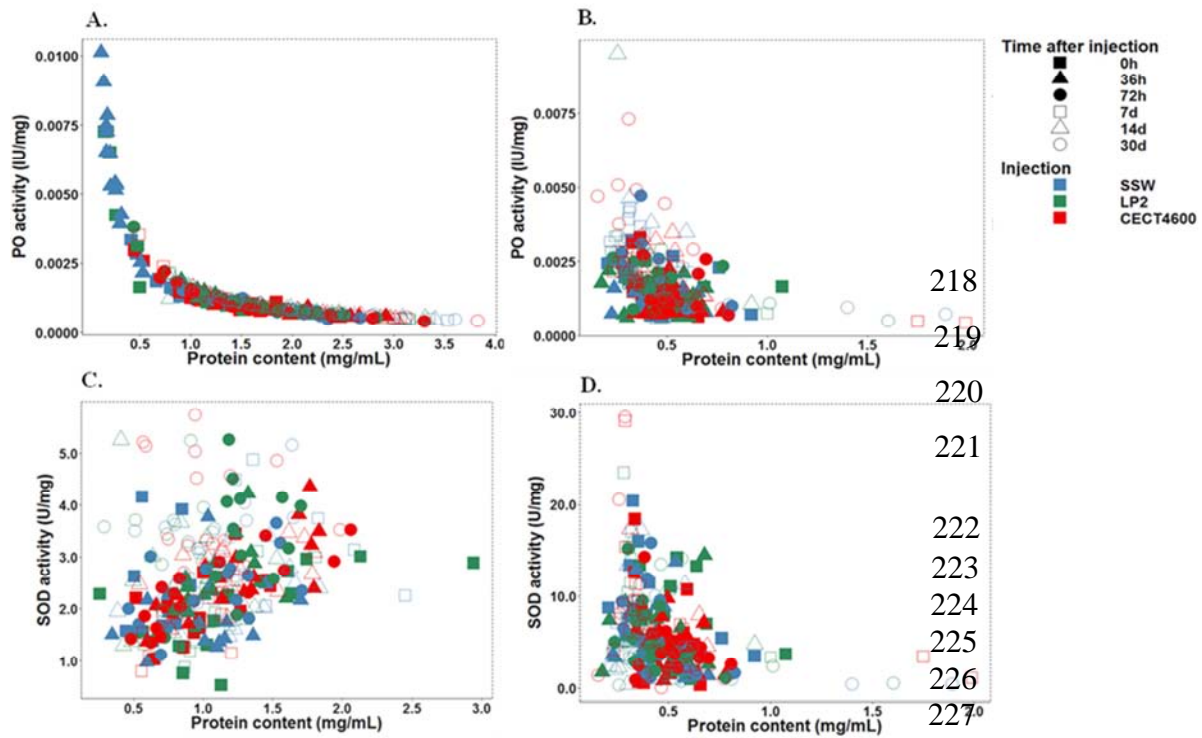 A.
B.
PO activity (IU/mg)
0.0100
0.0075
0.0050
0.0025
0.0000
0.5 1.0 1.5 2.0 2.5 3.0 3.5 4.0
Protein content (mg/mL)
PO activity (IU/mg)
0.0075
0.0050
0.0025
0.0000
0.5 1.0 1.5 2.0
Protein content (mg/mL)
Time after injection
0h
36h
72h
7d
14d
30d
Injection
SSW
LP2
CECT4600
218
219
220
221
222
223
224
225
226
227
C.
D.
SOD activity (U/mg)
5.0
4.0
3.0
2.0
1.0
0.5 1.0 1.5 2.0 2.5 3.0
Protein content (mg/mL)
SOD activity (U/mg)
30.0
20.0
10.0
0.0
0.5 1.0 1.5 2.0
Protein content (mg/mL)